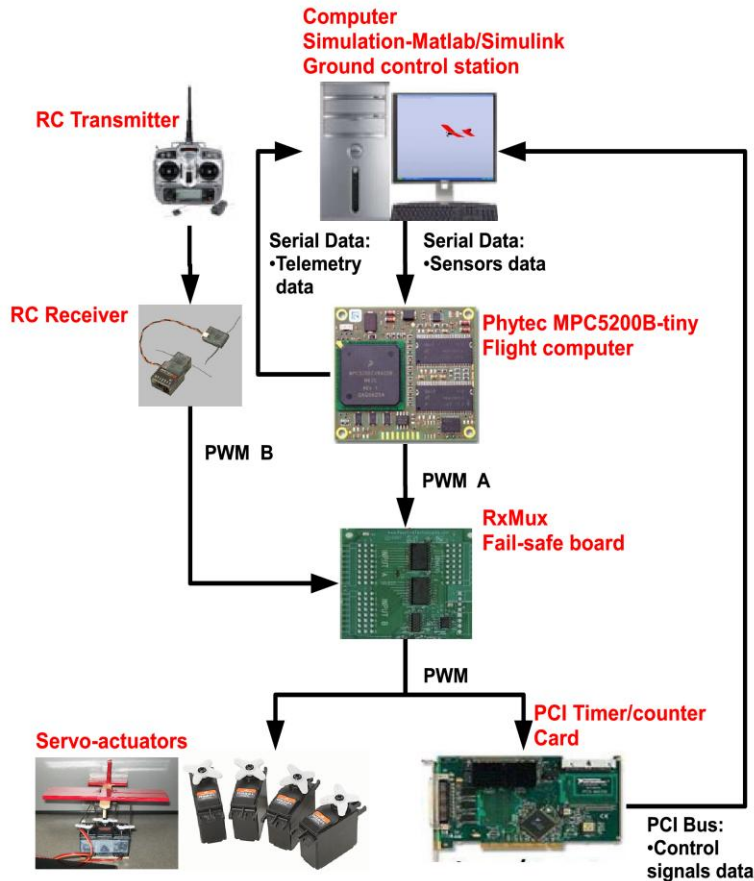 Computer
Simulation-Matlab/Simulink
Ground control station
RC Transmitter
Serial Data:
•Telemetry
data
Serial Data:
•Sensors data
RC Receiver
Phytec MPC5200B-tiny
Flight computer
PWM B
PWM A
RxMux
Fail-safe board
INPUT A
INPUT B
PWM
Servo-actuators
PCI Timer/counter
Card
PCI Bus:
•Control
signals data